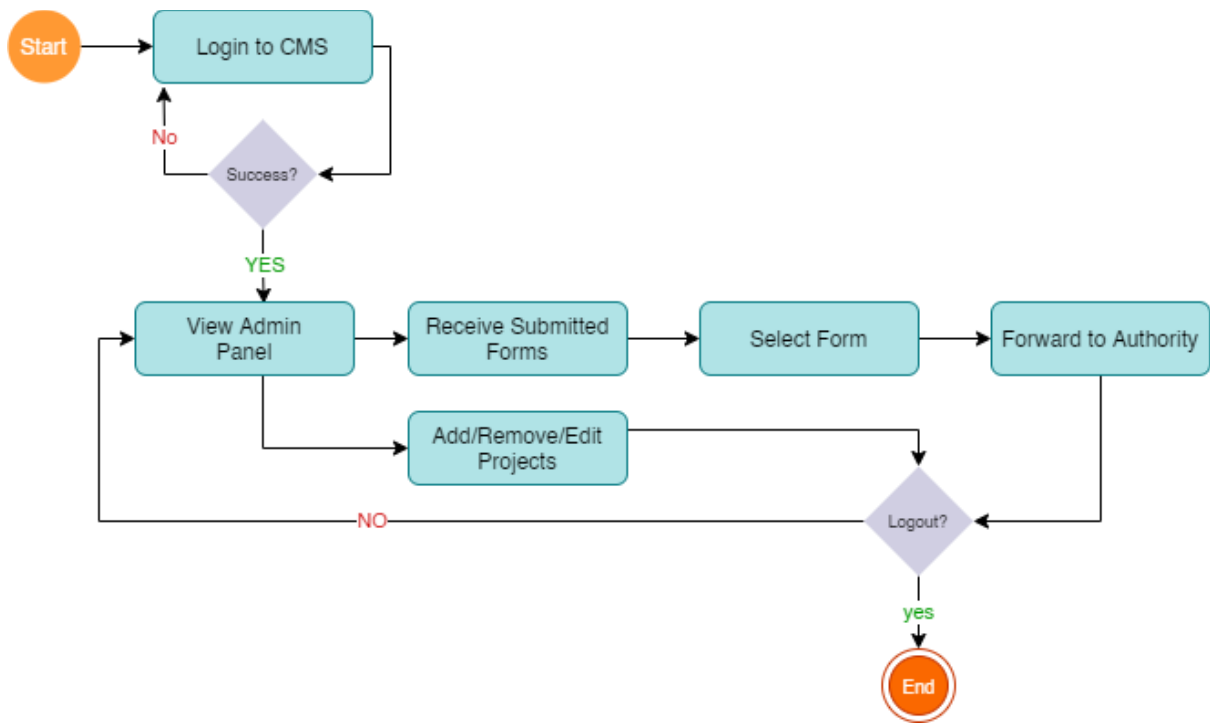 Start
Login to CMS
No
Success?
YES
View Admin
Panel
Receive Submitted
Forms
Select Form
Forward to Authority
Add/Remove/Edit
Projects
NO
Logout?
yes
End